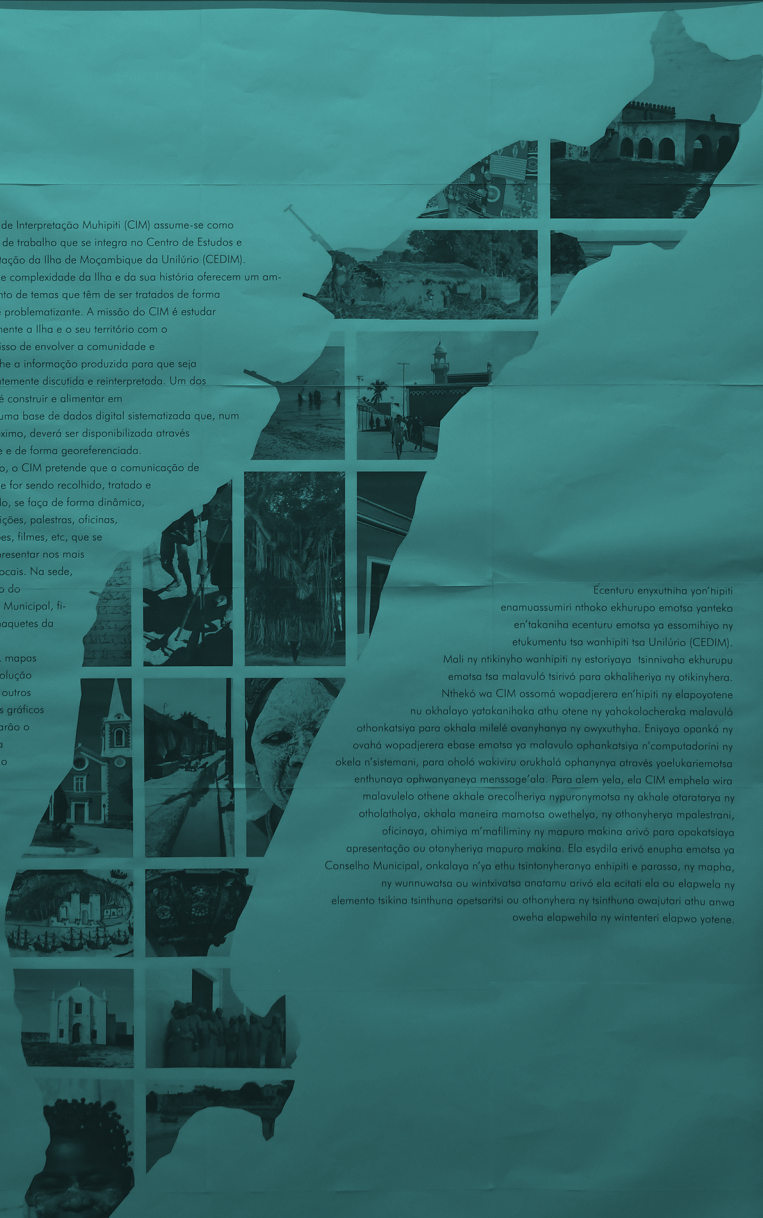 de Interpretação Muhipiti (CIM) assume-se como
de trabalho que se integra no Centro de Estudos e
tação da Ilha de Moçambique da Unilúrio (CEDIM).
e complexidade da Ilha e da sua história oferecem um am-
nto de temas que têm de ser tratados de forma
e problematizante. A missão do CIM é estudar
mente a Ilha e o seu território com o
isso de envolver a comunidade e
he a informação produzida para que seja
temente discutida e reinterpretada. Um dos
é construir e alimentar em
uma base de dados digital sistematizada que, num
óximo, deverá ser disponibilizada através
e e de forma georeferenciada.
o, o CIM pretende que a comunicação de
e for sendo recolhido, tratado e
do, se faça de forma dinâmica,
ições, palestras, oficinas,
es, filmes, etc, que se
presentar nos mais
ocais. Na sede,
o do
Municipal, fi-
maquetes da
, mapas
olução
outros
s gráficos
arão o
a
o
Ecenturu enyxutniha yon'hipiti
enamuassumiri nthoko ekhurupo emotsa yanteko
en'takoniha ecenturu emotsa ya essomihiyo ny
etukumentu tsa wanhipiti tsa Unilúrio (CEDIM).
Mali ny ntikinyho wanhipiti ny estoriyaya tsinnivaha ekhurupu
emotsa tsa malavuló tsirivó para okhaliheriya ny otikinyhera.
Nthekó wa CIM ossomá wopadjerera en'hipiti ny elapoyotene
nu okhalaya yatakanihaka athu otene ny yahokolocheraka malavuló
othonkatsiya para okhala milelé ovanyhanya ny owyxuthyha. Eniyaya opanká ny
ovahá wopodjerera ebase emotsa ya malavulo ophankatsiya n'computadorini ny
okela n'sistemani, para oholó wakiviru orukhaló ophanynya através yaelukariemotsa
enthunaya ophwanyaneya menssage'ala. Para alem yela, ela CIM emphela wira
malavulelo othene akhale arecolheriya nypuronymotsa ny akhale otaratarya ny
otholatholya, okhala maneira mamotsa owethelya, ny othonyherya mpalestrani,
oficinaya, ohimiya m'mafiliminy ny mapuro makina arivó para opakatsiaya
apresentação ou otonyheriya mapuro makina. Ela esydila erivó enupha emotsa ya
Conselho Municipal, onkalaya n'ya ethu tsintonyheranya enhipiti e parassa, ny mapha,
ny wunnuwatsa ou wintxivatsa anatamu arivó ela ecitati ela ou elapwela ny
elemento tsikina tsinthuna opetsaritsi ou othonyhera ny tsinthuna owajutari athu anwa
oweha elapwehila ny wintenteri elapwo yotene.